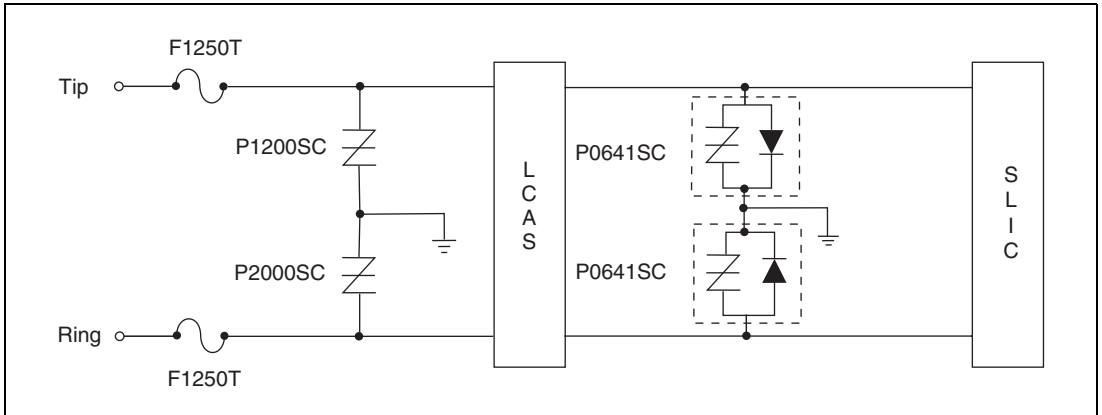 F1250T
Tip
P1200SC
P2000SC
Ring
F1250T
L
C
A
S
P0641SC
P0641SC
S
L
I
C